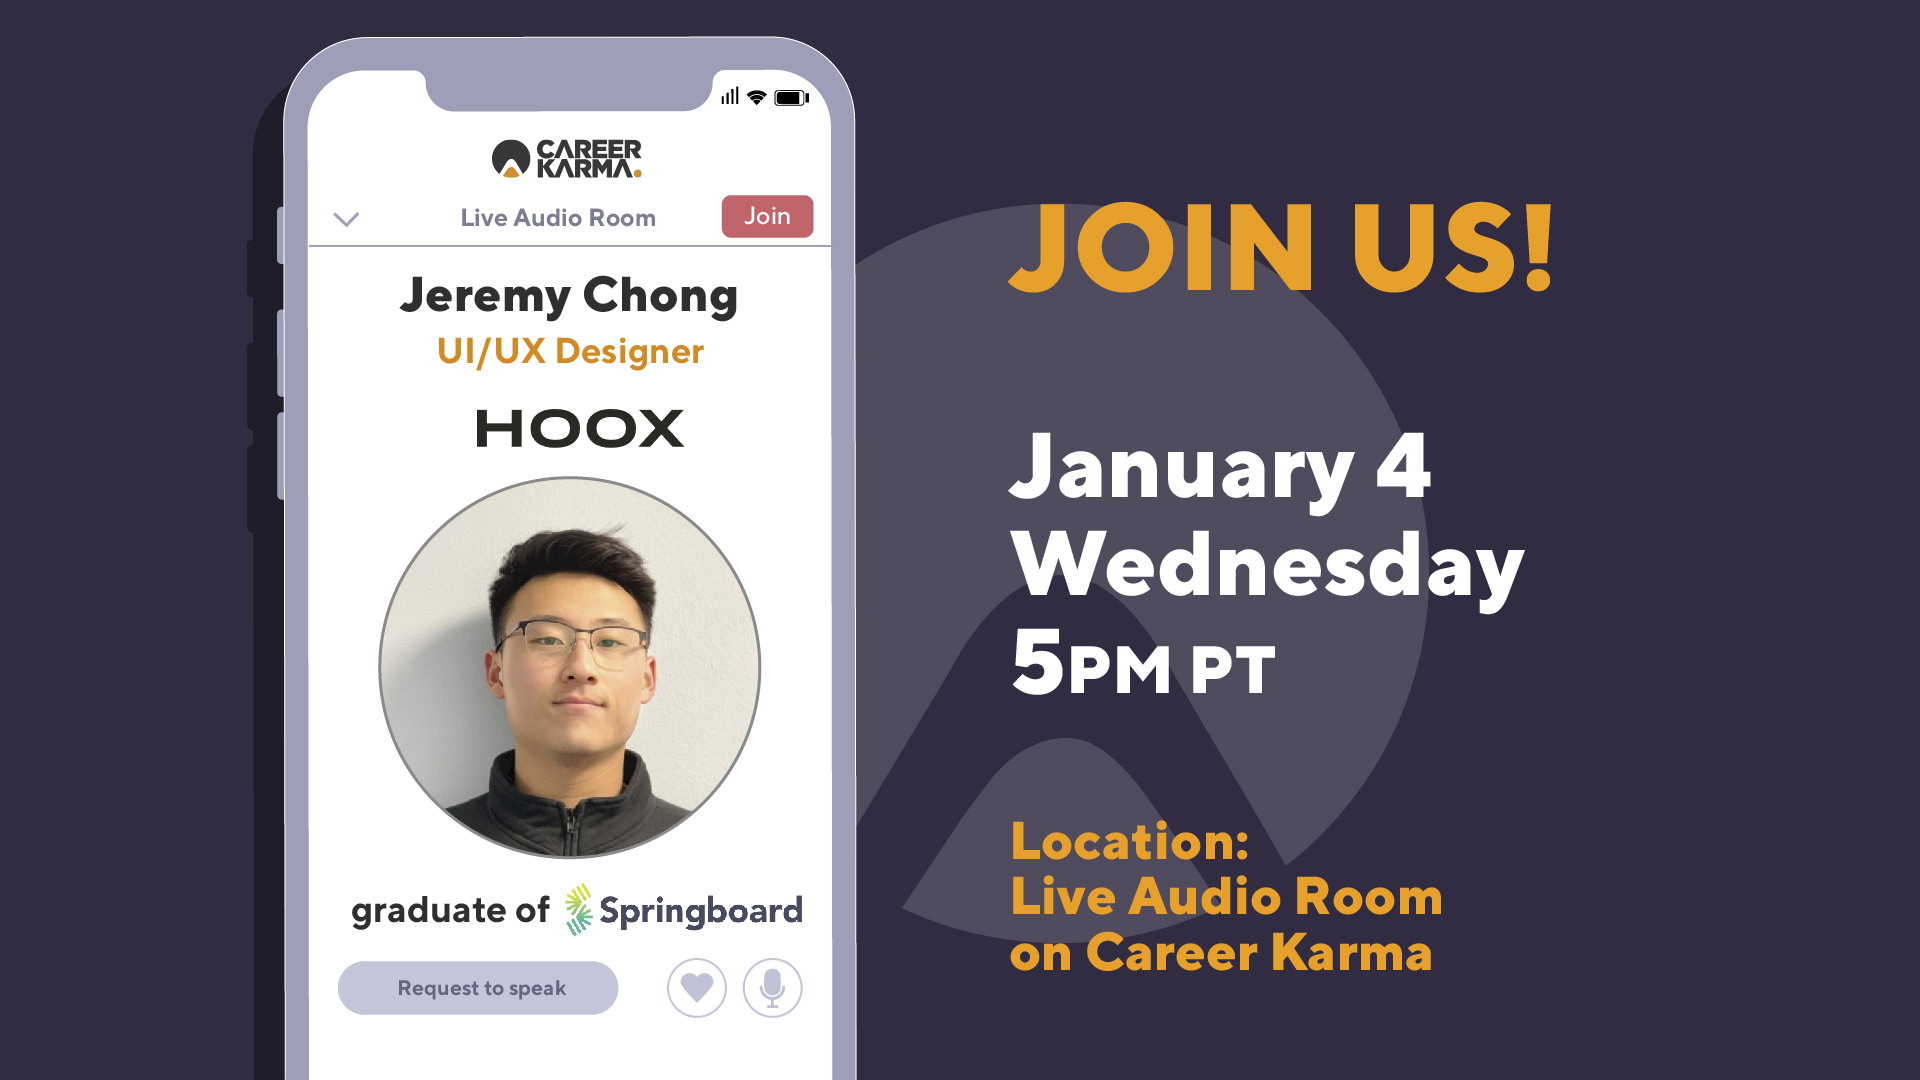 CAREER
KARMA.
Live Audio Room
Join
Jeremy Chong
UI/UX Designer
HOOX
graduate of Springboard
Request to speak
JOIN US!
January 4
Wednesday
5PM PT
Location:
Live Audio Room
on Career Karma